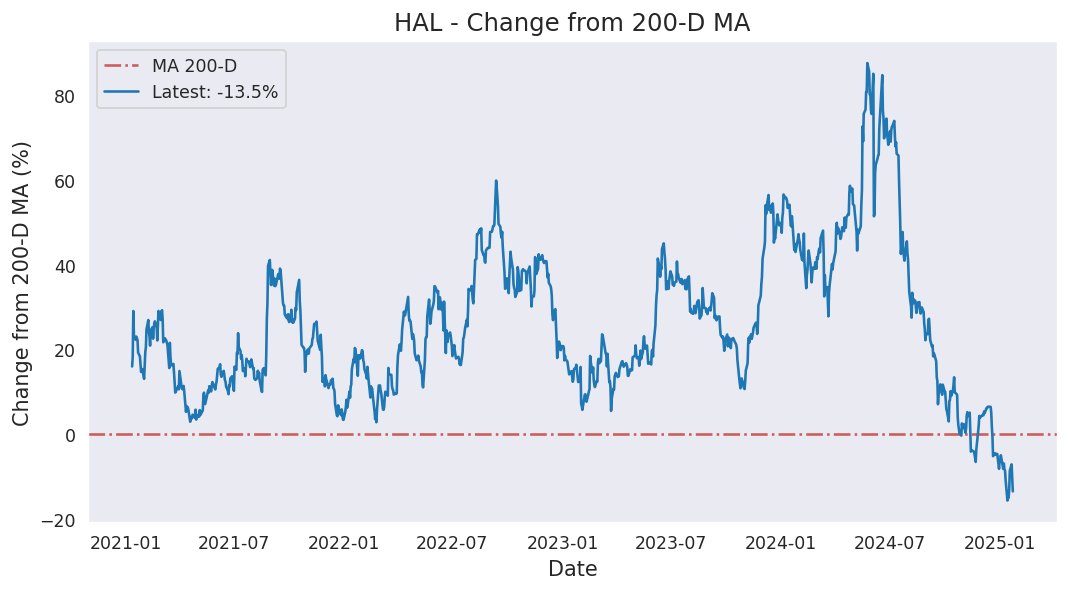 HAL - Change from 200-D MA
MA 200-D
Latest: -13.5%
Change from 200-D MA (%)
80
60
40
20
0
−20
2021-01 2021-07 2022-01 2022-07 2023-01 2023-07 2024-01 2024-07 2025-01
Date